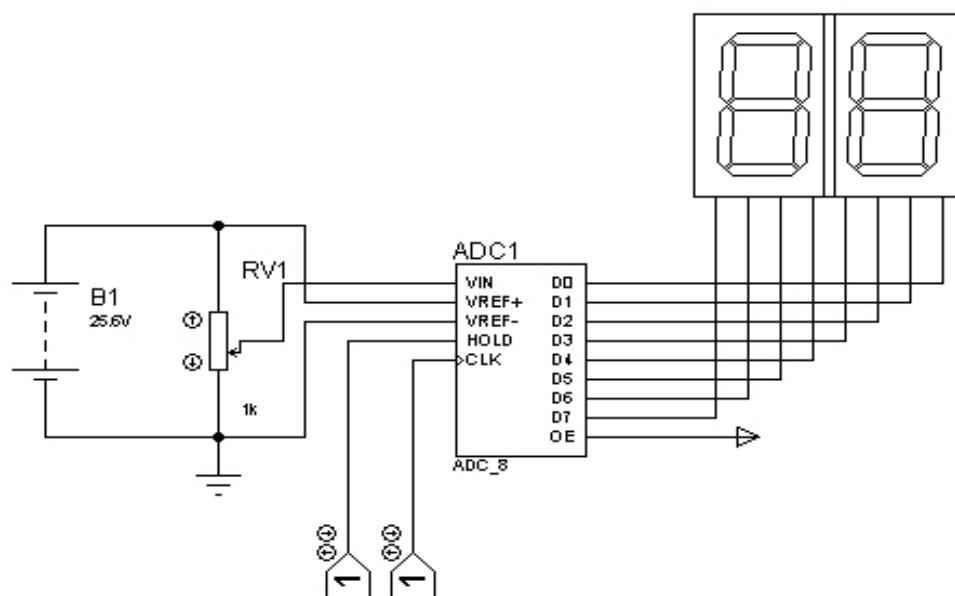 ADC1
RV1
B1
25.6V
1k
VIN D0
VREF+ D1
VREF- D2
HOLD D3
CLK D4
D5
D6
D7
OE
ADC_8
1 1